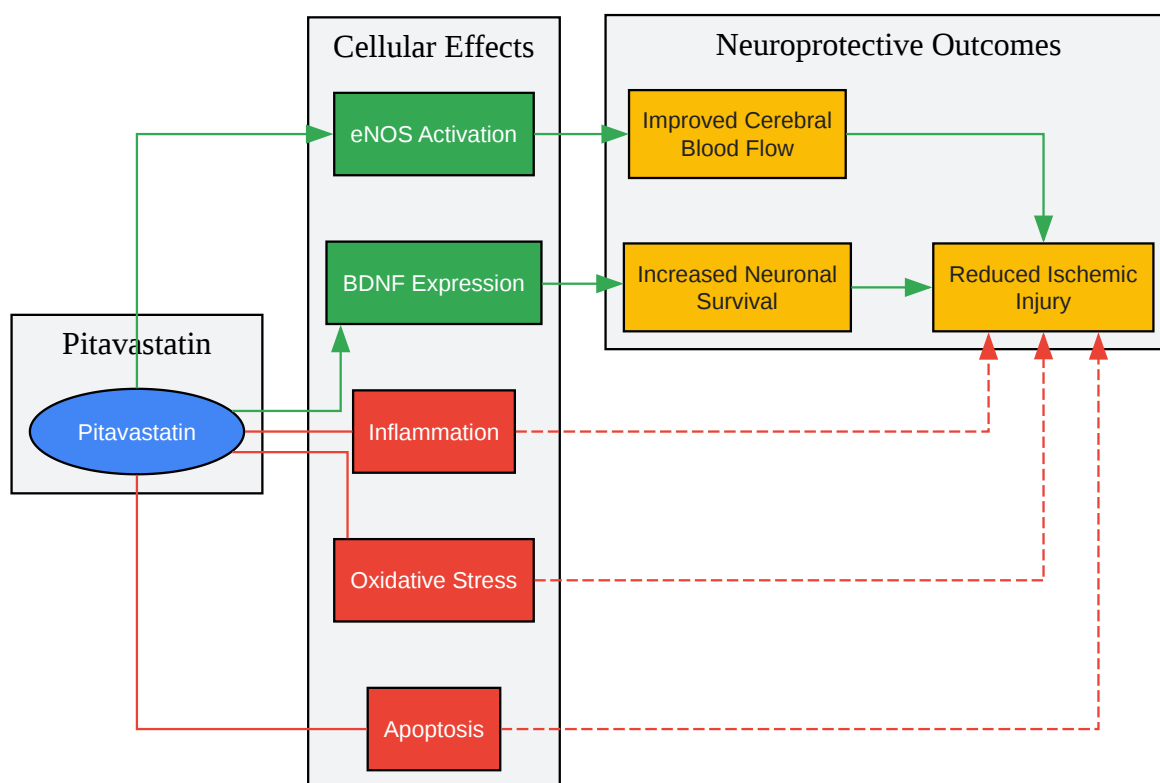 Cellular Effects
Neuroprotective Outcomes
eNOS Activation
Improved Cerebral
Blood Flow
BDNF Expression
Increased Neuronal
Survival
Reduced Ischemic
Injury
Pitavastatin
Pitavastatin
Inflammation
Oxidative Stress
Apoptosis